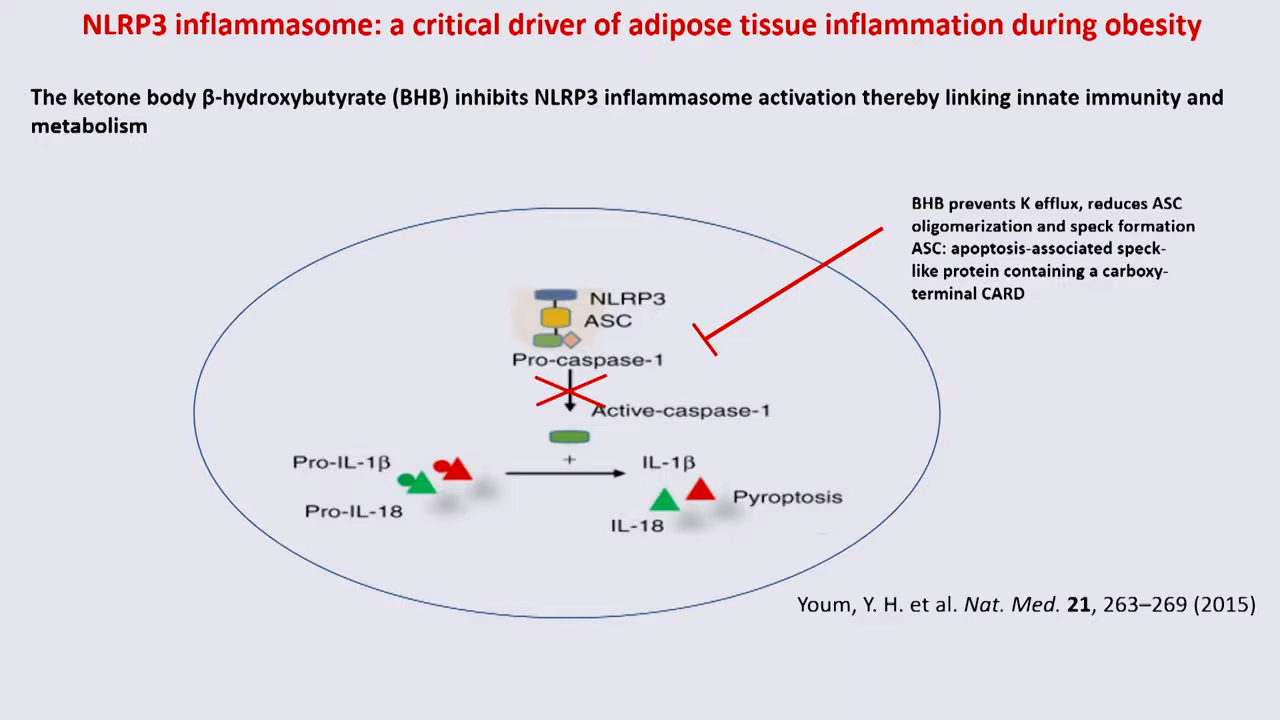 NLRP3 inflammasome: a critical driver of adipose tissue inflammation during obesity
The ketone body β-hydroxybutyrate (BHB) inhibits NLRP3 inflammasome activation thereby linking innate immunity and
metabolism
BHB prevents K efflux, reduces ASC
oligomerization and speck formation
ASC: apoptosis-associated speck-
like protein containing a carboxy-
terminal CARD
NLRP3
ASC
Pro-caspase-1
Active-caspase-1
+
Pro-IL-1β
IL-1β
Pyroptosis
Pro-IL-18
IL-18
Youm, Y. H. et al. Nat. Med. 21, 263–269 (2015)